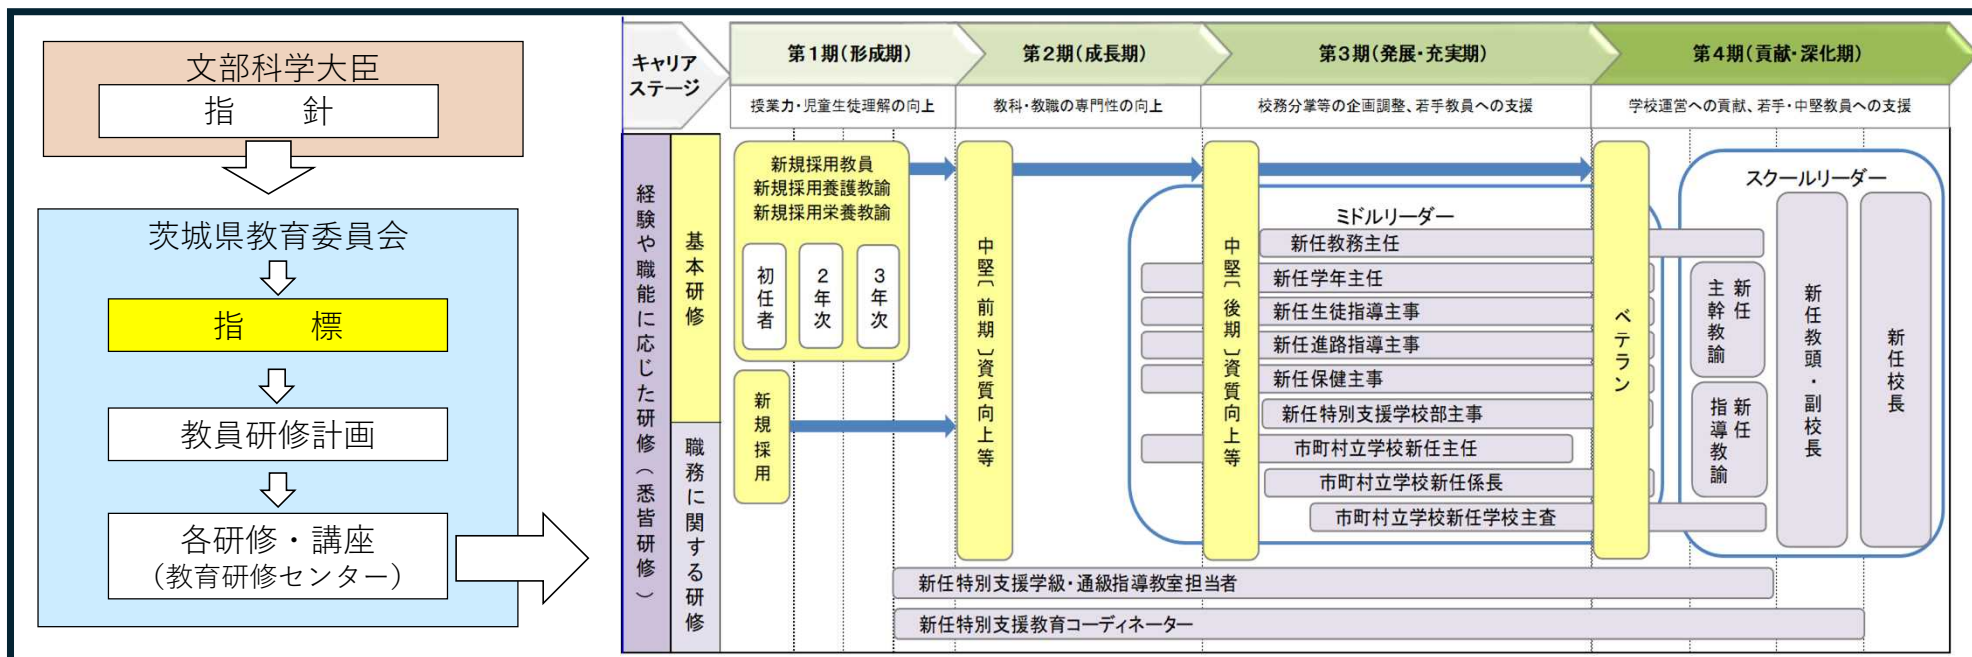 文部科学大臣
指　　針
茨城県教育委員会
指　　標
教員研修計画
各研修・講座
（教育研修センター）
キャリア
ステージ
第1期(形成期)
第2期(成長期)
第3期(発展・充実期)
第4期(貢献・深化期)
授業力・児童生徒理解の向上
教科・教職の専門性の向上
校務分掌等の企画調整、若手教員への支援
学校運営への貢献、若手・中堅教員への支援
経験や職能に応じた研修（悉皆研修）
基本研修
職務に関する研修
新規採用教員
新規採用養護教諭
新規採用栄養教諭
初任者
2年次
3年次
新規採用
中堅〔前期〕資質向上等
中堅〔後期〕資質向上等
ミドルリーダー
新任教務主任
新任学年主任
新任生徒指導主事
新任進路指導主事
新任保健主事
新任特別支援学校部主事
市町村立学校新任主任
市町村立学校新任係長
市町村立学校新任学校主査
ベテラン
スクールリーダー
新任
主幹教諭
新任
指導教諭
新任教頭・副校長
新任校長
新任特別支援学級・通級指導教室担当者
新任特別支援教育コーディネーター